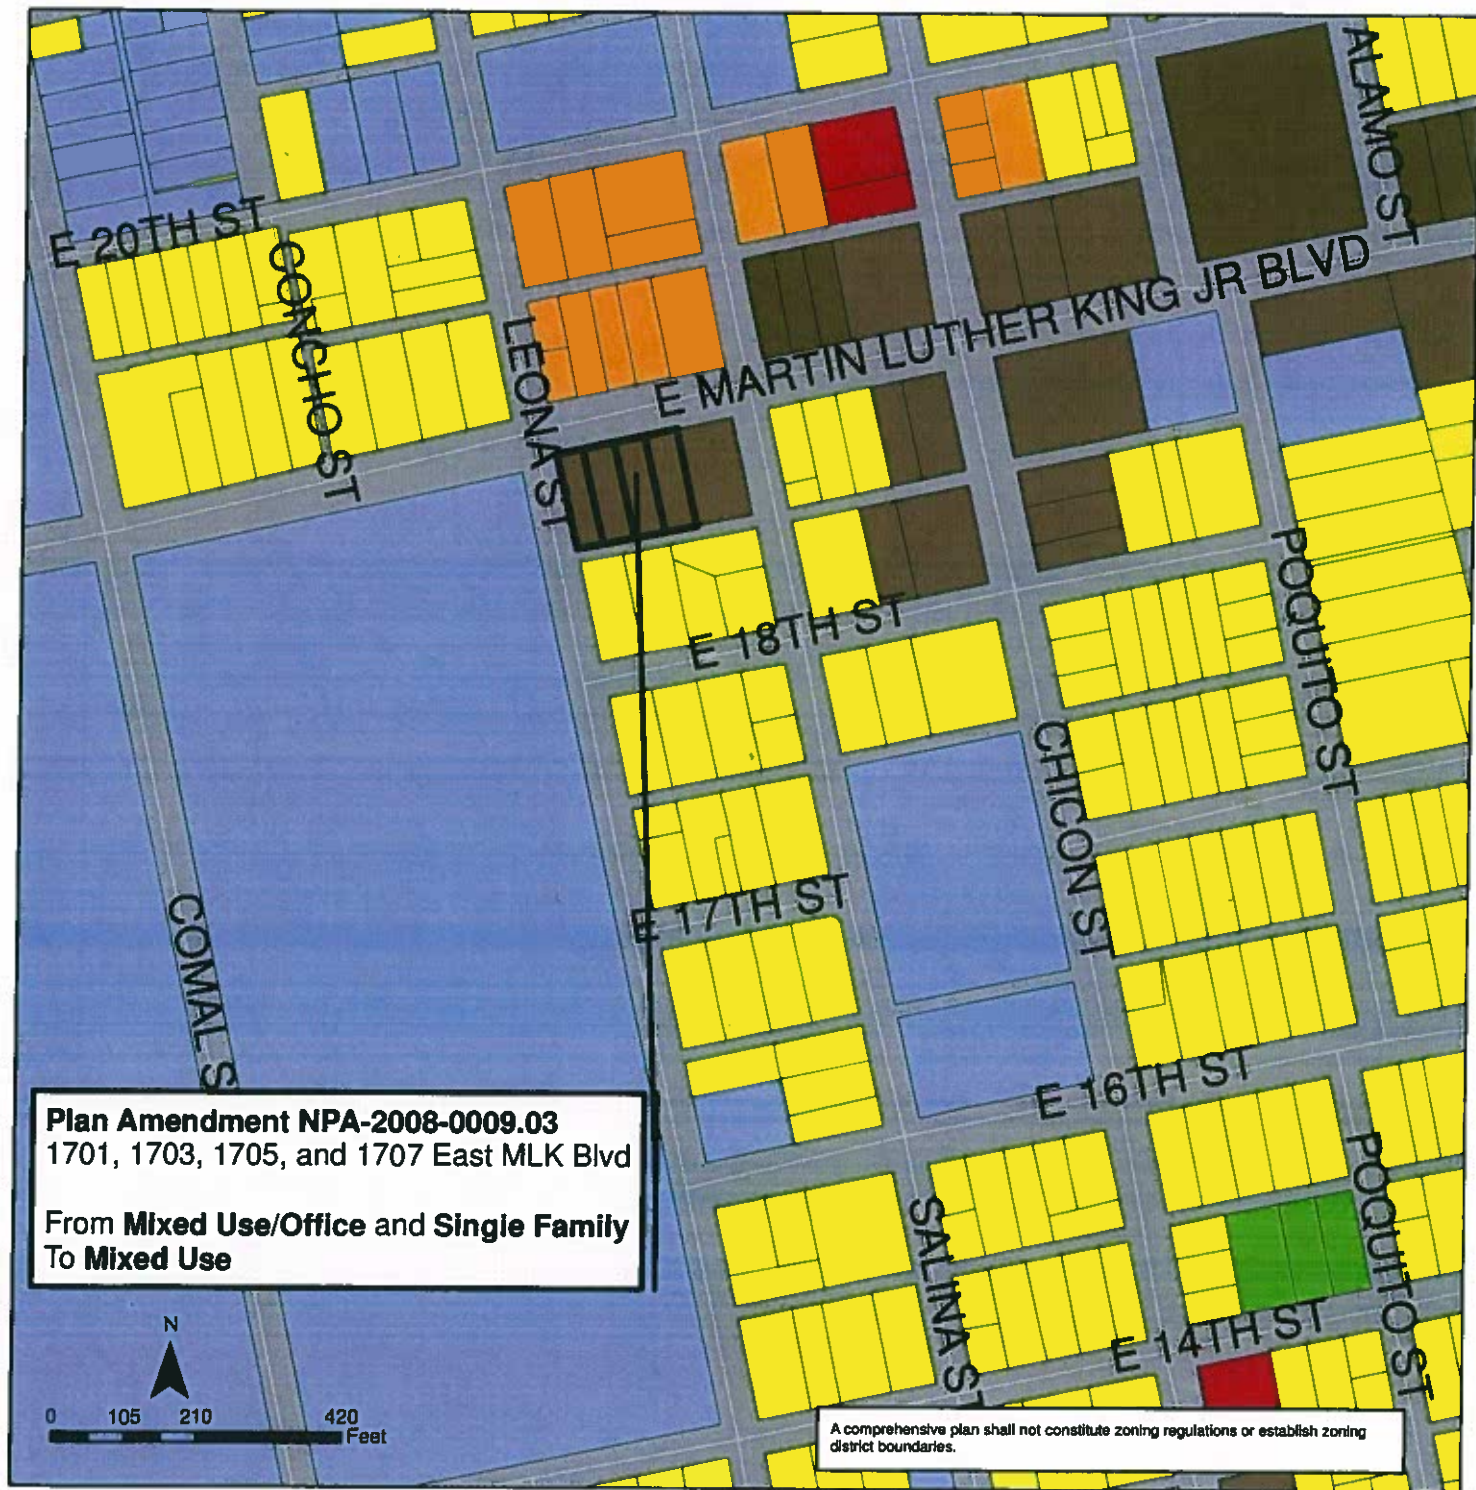 ALAMO ST
E 20TH ST
CONCHO ST
LEONA ST
E MARTIN LUTHER KING JR BLVD
POQUITO ST
E 18TH ST
CHICON ST
E 17TH ST
COMAL S
E 16TH ST
Plan Amendment NPA-2008-0009.03
1701, 1703, 1705, and 1707 East MLK Blvd
From Mixed Use/Office and Single Family
To Mixed Use
POQUITO ST
SALINA ST
E 14TH ST
N
0 105 210 420
Feet
A comprehensive plan shall not constitute zoning regulations or establish zoning
district boundaries.